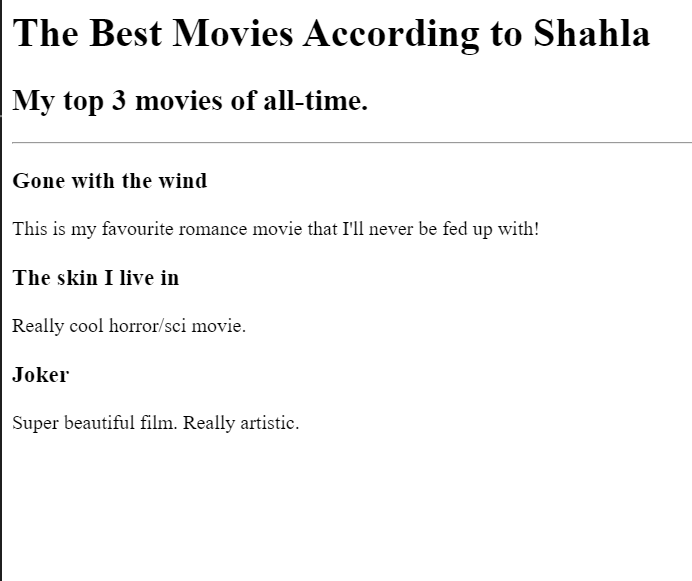 The Best Movies According to Shahla
My top 3 movies of all-time.
Gone with the wind
This is my favourite romance movie that I'll never be fed up with!
The skin I live in
Really cool horror/sci movie.
Joker
Super beautiful film. Really artistic.